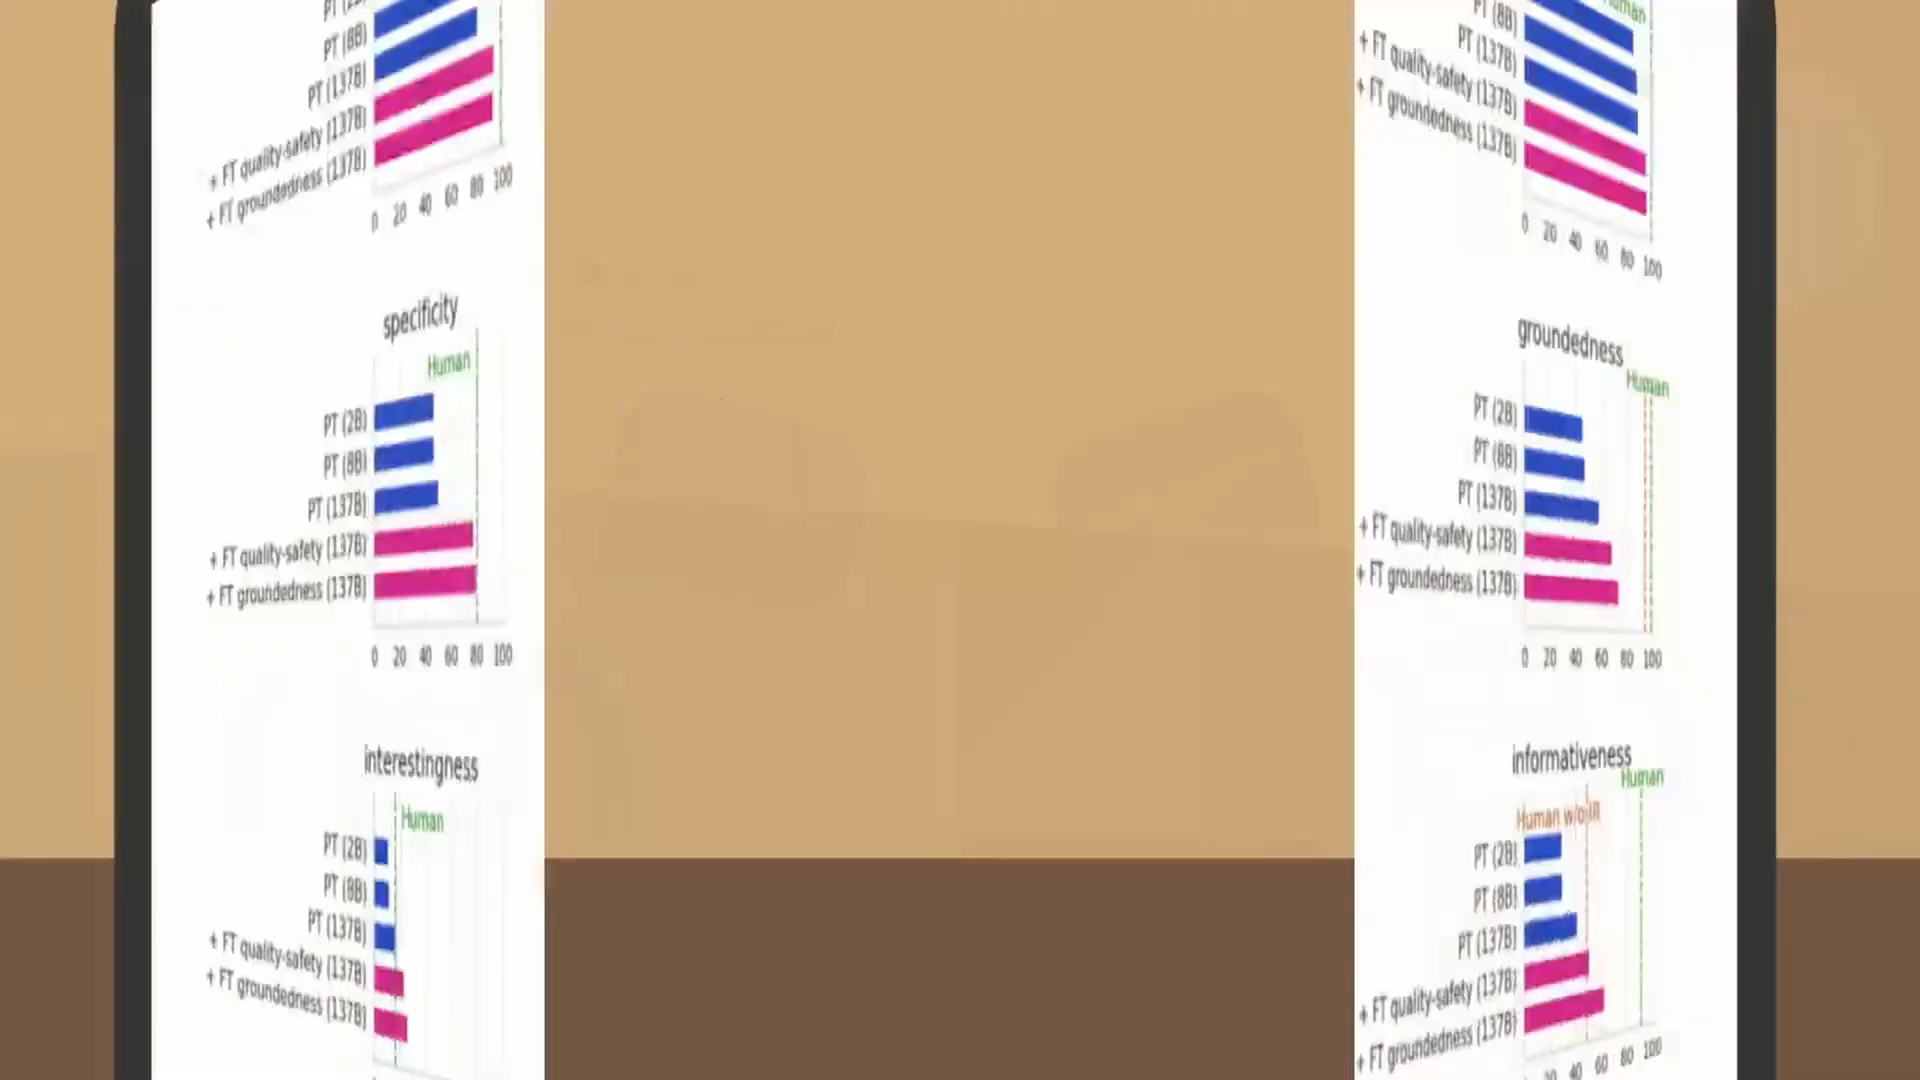 PT (8B)
PT (137B)
+ FT quality-safety (137B)
+ FT groundedness (137B)
0 20 40 60 80 100
specificity
Human
PT (2B)
PT (8B)
PT (137B)
+ FT quality-safety (137B)
+ FT groundedness (137B)
0 20 40 60 80 100
interestingness
Human
PT (2B)
PT (8B)
PT (137B)
+ FT quality-safety (137B)
+ FT groundedness (137B)
Human
PT (8B)
PT (137B)
+ FT quality-safety (137B)
+ FT groundedness (137B)
0 20 40 60 80 100
groundedness
Human
PT (2B)
PT (8B)
PT (137B)
+ FT quality-safety (137B)
+ FT groundedness (137B)
0 20 40 60 80 100
informativeness
Human
Human w/o IR
PT (2B)
PT (8B)
PT (137B)
+ FT quality-safety (137B)
+ FT groundedness (137B)
20 40 60 80 100